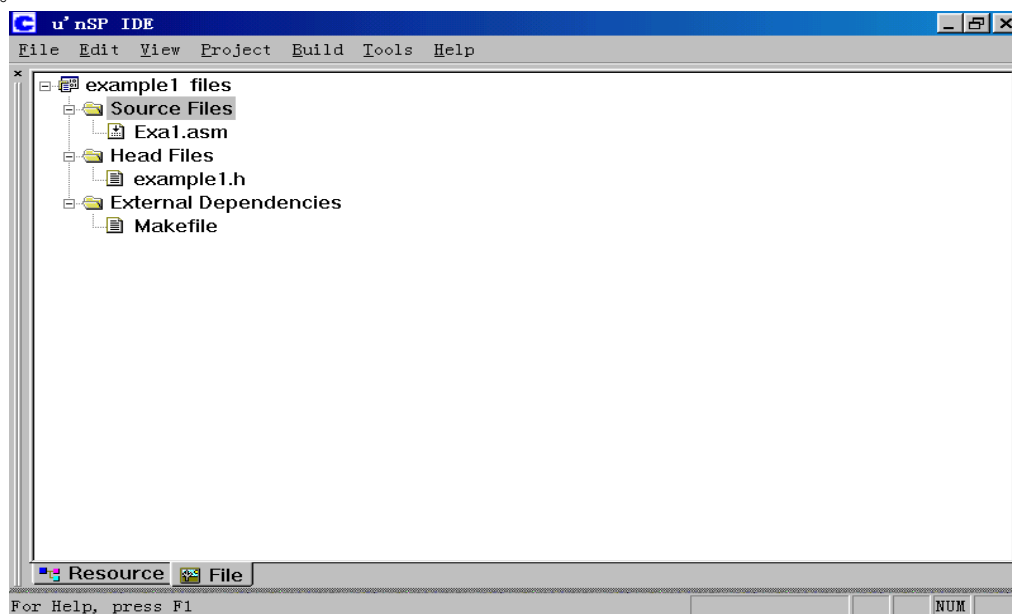 u'nSP IDE
File Edit View Project Build Tools Help
example1 files
Source Files
Exa1.asm
Head Files
example1.h
External Dependencies
Makefile
Resource File
For Help, press F1 NUM